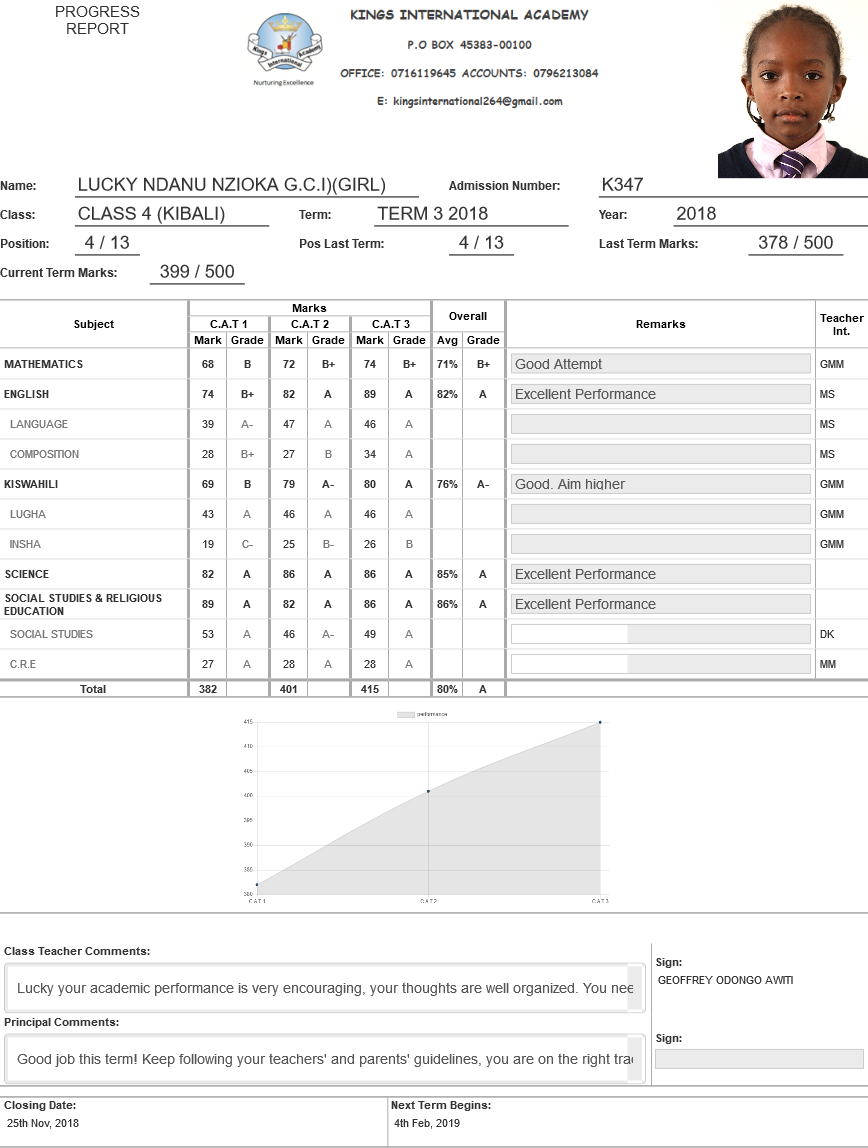 PROGRESS
REPORT
KINGS INTERNATIONAL ACADEMY
P.O BOX 45383-00100
OFFICE: 0716119645 ACCOUNTS: 0796213084
E: kingsinternational264@gmail.com
Kings Academy
International
Nurturing Excellence
Name: LUCKY NDANU NZIOKA G.C.I)(GIRL) Admission Number: K347
Class: CLASS 4 (KIBALI) Term: TERM 3 2018 Year: 2018
Position: 4 / 13 Pos Last Term: 4 / 13 Last Term Marks: 378 / 500
Current Term Marks: 399 / 500
Subject Marks Overall Remarks Teacher Int.
C.A.T 1 C.A.T 2 C.A.T 3
Mark Grade Mark Grade Mark Grade Avg Grade
MATHEMATICS 68 B 72 B+ 74 B+ 71% B+ Good Attempt GMM
ENGLISH 74 B+ 82 A 89 A 82% A Excellent Performance MS
LANGUAGE 39 A- 47 A 46 A MS
COMPOSITION 28 B+ 27 B 34 A MS
KISWAHILI 69 B 79 A- 80 A 76% A- Good. Aim higher GMM
LUGHA 43 A 46 A 46 A GMM
INSHA 19 C- 25 B- 26 B GMM
SCIENCE 82 A 86 A 86 A 85% A Excellent Performance
SOCIAL STUDIES & RELIGIOUS
EDUCATION 89 A 82 A 86 A 86% A Excellent Performance
SOCIAL STUDIES 53 A 46 A- 49 A DK
C.R.E 27 A 28 A 28 A MM
Total 382 401 415 80% A
performance
415
410
405
400
395
390
385
380
C.A.T 1 C.A.T 2 C.A.T 3
Class Teacher Comments:
Lucky your academic performance is very encouraging, your thoughts are well organized. You nee
Sign:
GEOFFREY ODONGO AWITI
Principal Comments:
Good job this term! Keep following your teachers' and parents' guidelines, you are on the right tra
Sign:
Closing Date:
25th Nov, 2018
Next Term Begins:
4th Feb, 2019